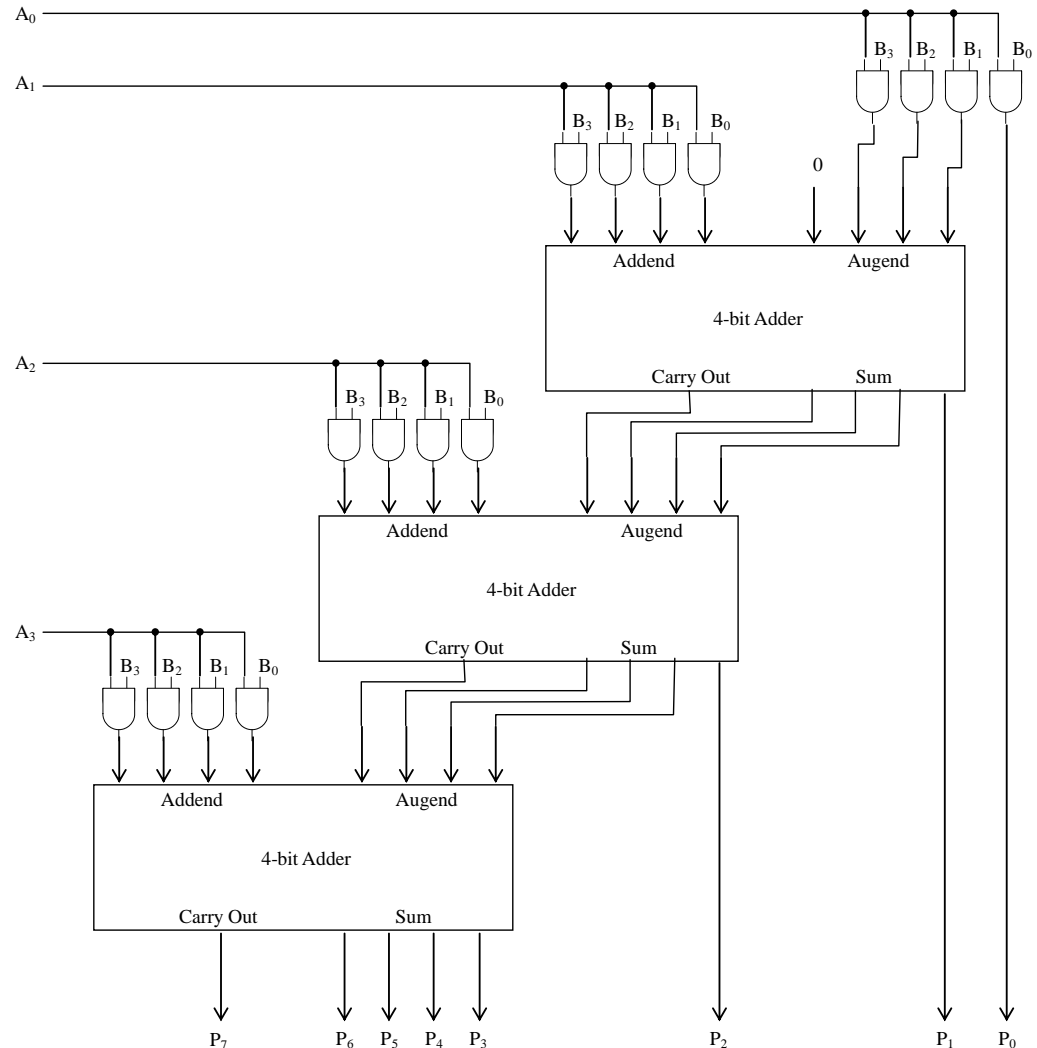 A₀
B₃ B₂ B₁ B₀
A₁
B₃ B₂ B₁ B₀
0
Addend Augend
4-bit Adder
A₂
Carry Out Sum
B₃ B₂ B₁ B₀
Addend Augend
4-bit Adder
A₃
Carry Out Sum
B₃ B₂ B₁ B₀
Addend Augend
4-bit Adder
Carry Out Sum
P₇ P₆ P₅ P₄ P₃ P₂ P₁ P₀